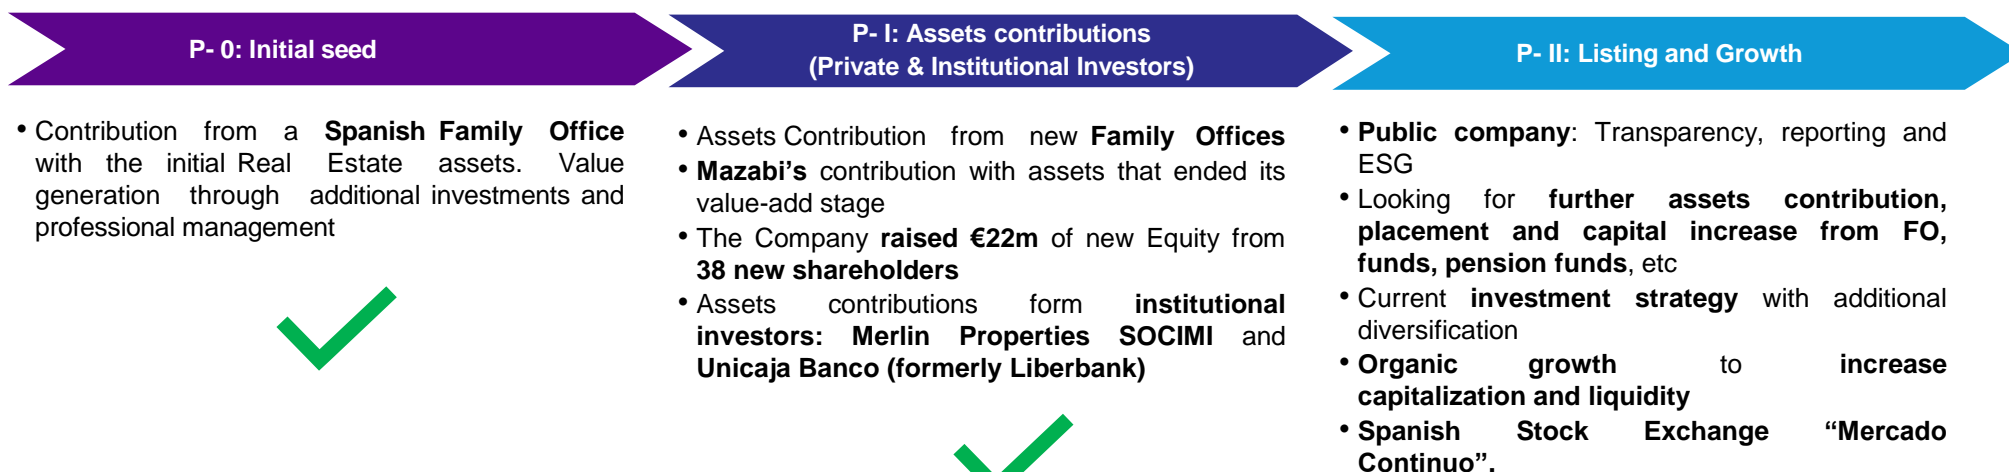 P- 0: Initial seed
• Contribution from a Spanish Family Office
with the initial Real Estate assets. Value
generation through additional investments and
professional management
P- I: Assets contributions
(Private & Institutional Investors)
• Assets Contribution from new Family Offices
• Mazabi’s contribution with assets that ended its
value-add stage
• The Company raised €22m of new Equity from
38 new shareholders
• Assets contributions form institutional
investors: Merlin Properties SOCIMI and
Unicaja Banco (formerly Liberbank)
P- II: Listing and Growth
• Public company: Transparency, reporting and
ESG
• Looking for further assets contribution,
placement and capital increase from FO,
funds, pension funds, etc
• Current investment strategy with additional
diversification
• Organic growth to increase
capitalization and liquidity
• Spanish Stock Exchange “Mercado
Continuo”.